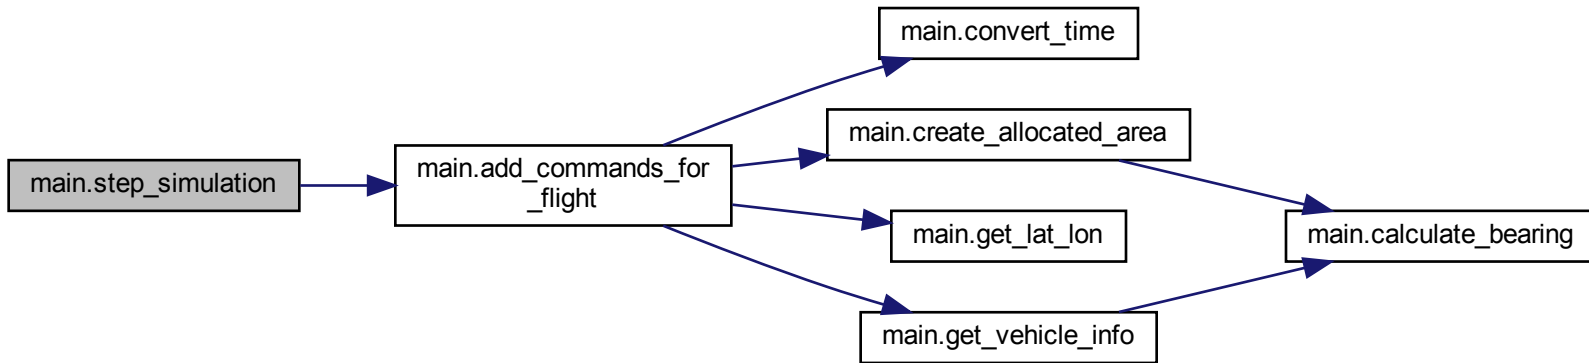 main.step_simulation
main.add_commands_for
_flight
main.convert_time
main.create_allocated_area
main.get_lat_lon
main.get_vehicle_info
main.calculate_bearing